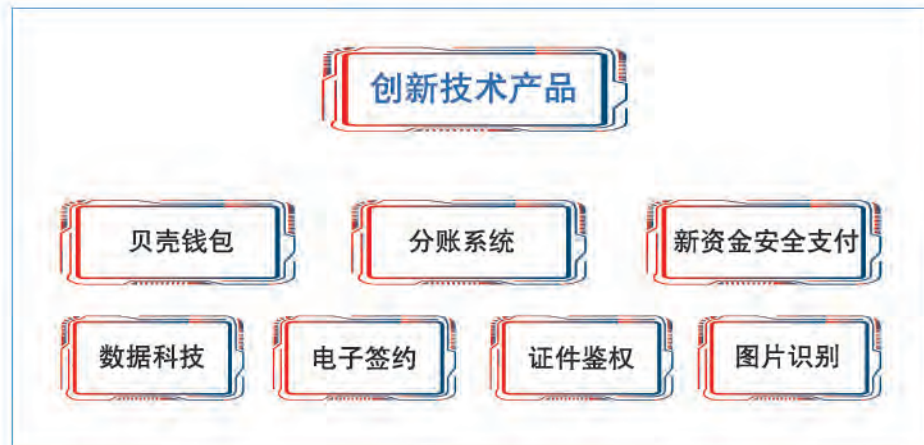 创新技术产品
贝壳钱包
分账系统
新资金安全支付
数据科技
电子签约
证件鉴权
图片识别